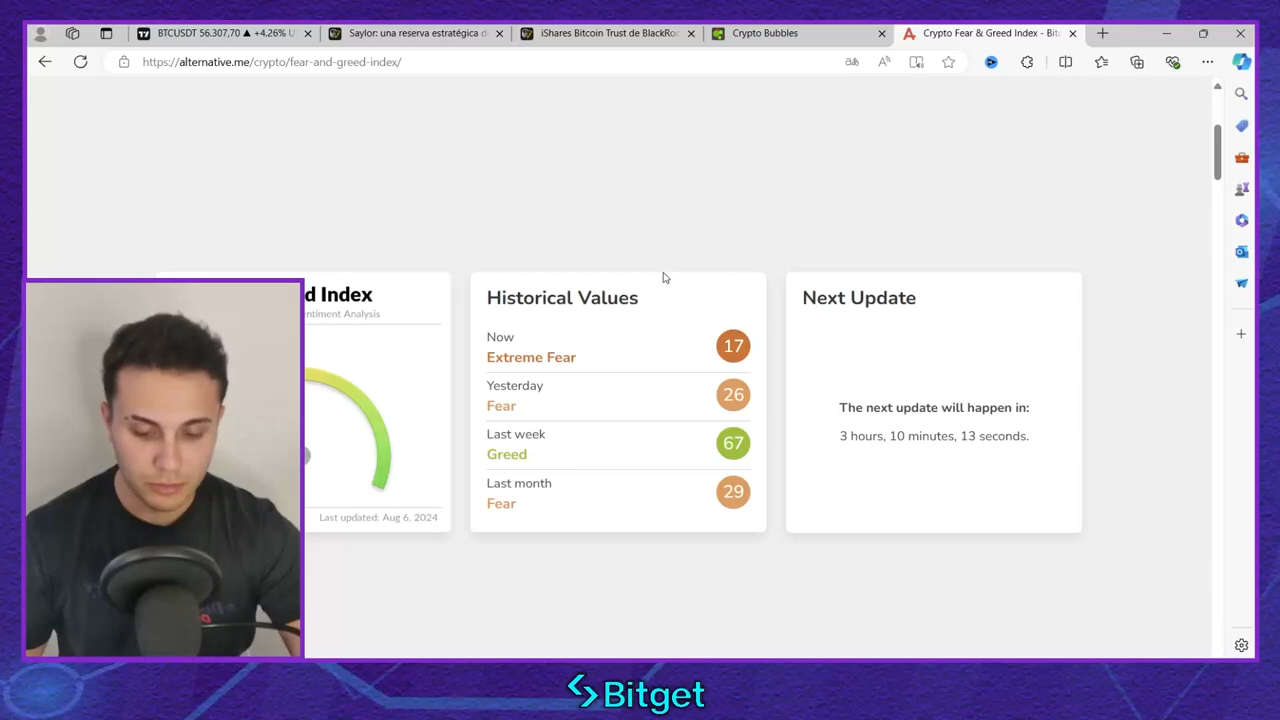 BTCUSDT 56.307,70 ▲ +4.26% U
Saylor: una reserva estratégica d
iShares Bitcoin Trust de BlackRoc
Crypto Bubbles
Crypto Fear & Greed Index - Bitc
https://alternative.me/crypto/fear-and-greed-index/
d Index
entiment Analysis
Last updated: Aug 6, 2024
Historical Values
Now
Extreme Fear
17
Yesterday
Fear
26
Last week
Greed
67
Last month
Fear
29
Next Update
The next update will happen in:
3 hours, 10 minutes, 13 seconds.
Bitget